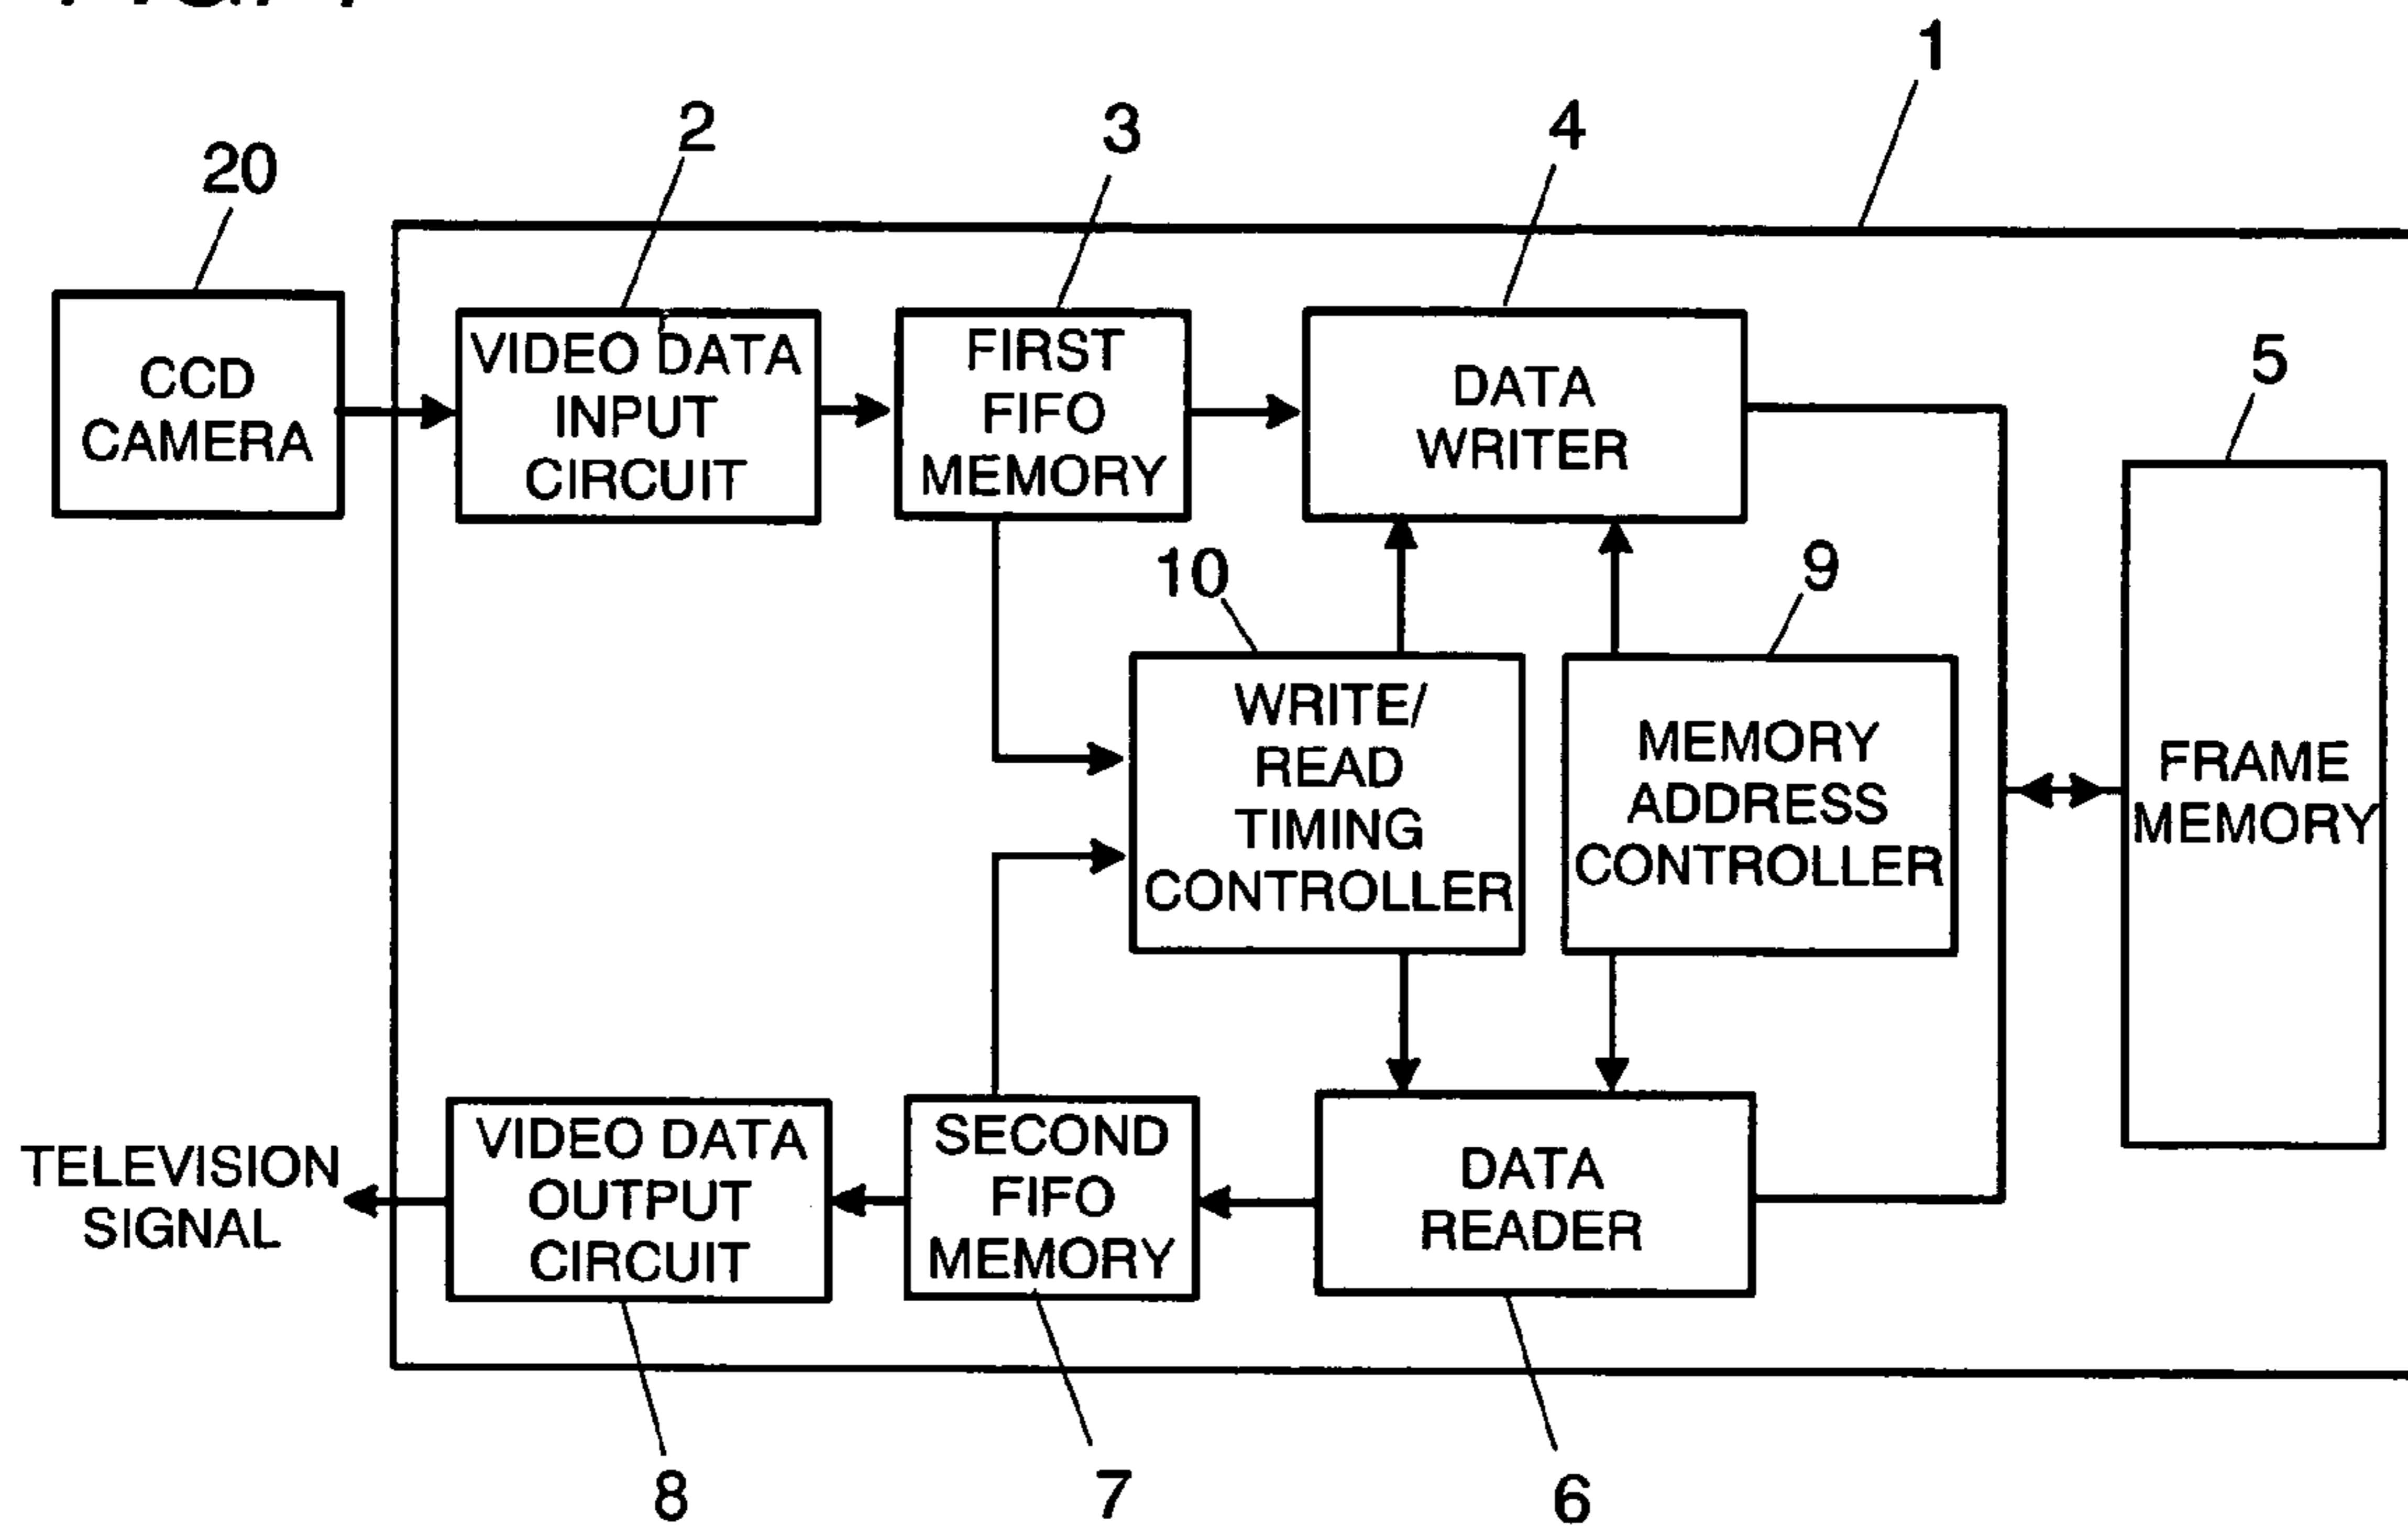 1
2
3
4
20
CCD
CAMERA
VIDEO DATA
INPUT
CIRCUIT
FIRST
FIFO
MEMORY
DATA
WRITER
5
10
9
WRITE/
READ
TIMING
CONTROLLER
MEMORY
ADDRESS
CONTROLLER
FRAME
MEMORY
TELEVISION
SIGNAL
VIDEO DATA
OUTPUT
CIRCUIT
SECOND
FIFO
MEMORY
DATA
READER
8
7
6